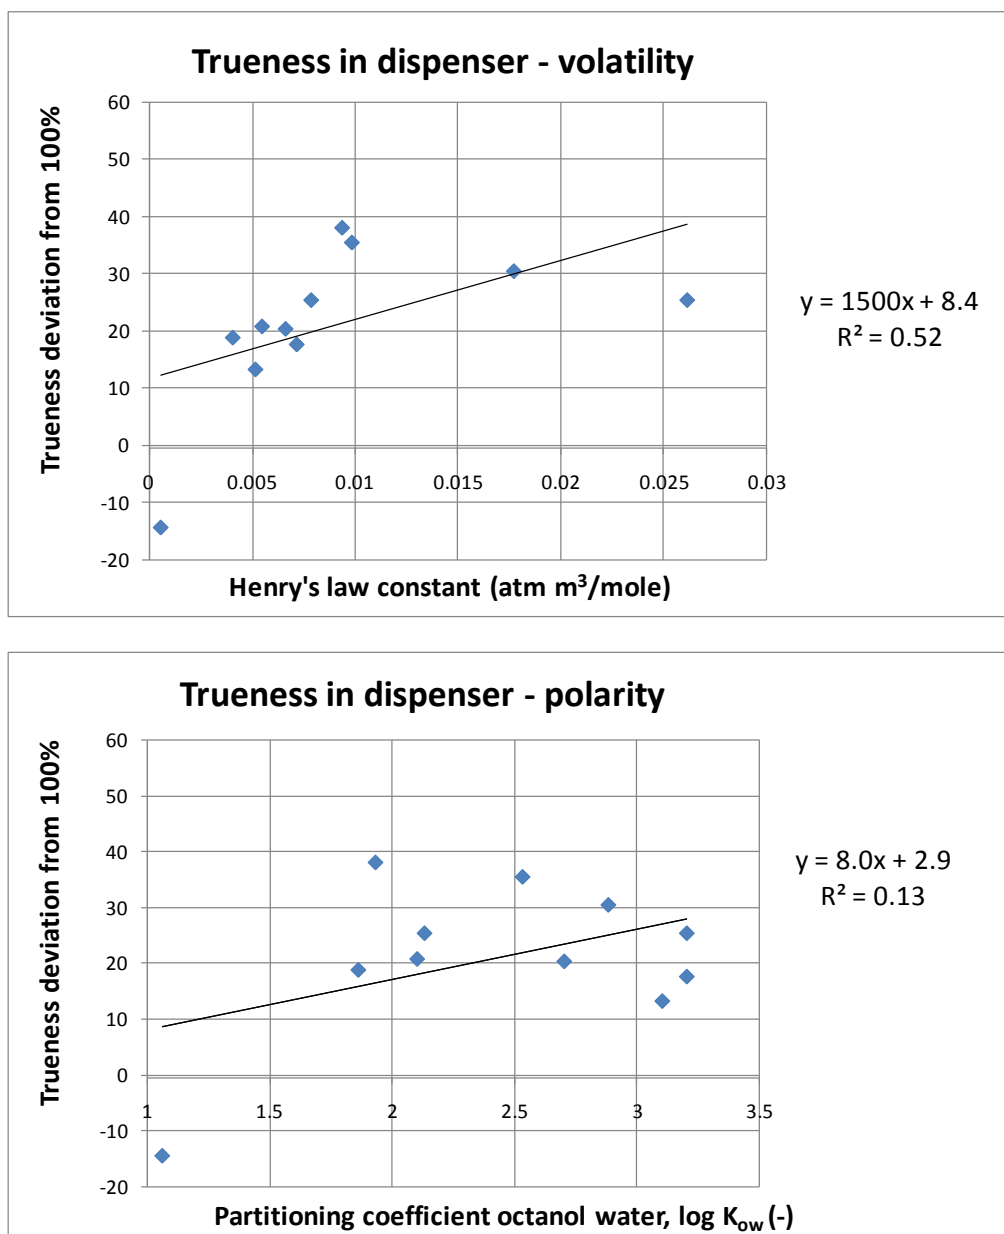 Trueness in dispenser - volatility
Trueness deviation from 100%
60
50
40
30
20
10
0
-10
-20
0 0.005 0.01 0.015 0.02 0.025 0.03
Henry's law constant (atm m³/mole)
y = 1500x + 8.4
R² = 0.52
Trueness in dispenser - polarity
Trueness deviation from 100%
60
50
40
30
20
10
0
-10
-20
1 1.5 2 2.5 3 3.5
Partitioning coefficient octanol water, log Kow (-)
y = 8.0x + 2.9
R² = 0.13